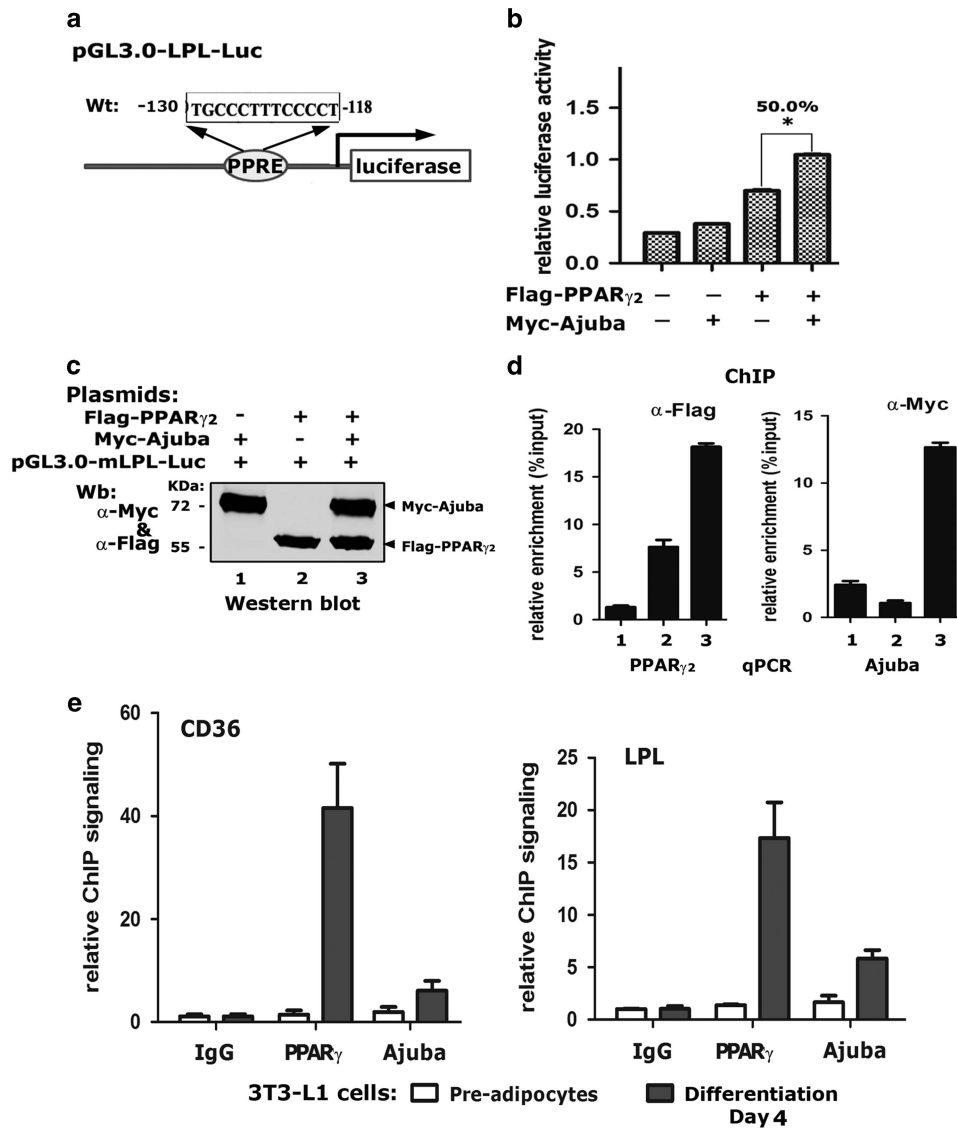 a
pGL3.0-LPL-Luc
Wt: -130 TGCCCTTTCCCCT -118
PPRE
luciferase
b
relative luciferase activity
1.5
1.0
0.5
0.0
50.0%
*
Flag-PPARγ2 – – + +
Myc-Ajuba – + – +
c
Plasmids:
Flag-PPARγ2 - + +
Myc-Ajuba + - +
pGL3.0-mLPL-Luc + + +
Wb:
α-Myc
&
α-Flag
KDa:
72 -
55 -
Myc-Ajuba
Flag-PPARγ2
1 2 3
Western blot
d
ChIP
α-Flag
relative enrichment (%input)
20
15
10
5
0
1 2 3
PPARγ2
qPCR
α-Myc
relative enrichment (%input)
15
10
5
0
1 2 3
Ajuba
e
CD36
relative ChIP signaling
60
40
20
0
IgG PPARγ Ajuba
LPL
relative ChIP signaling
25
20
15
10
5
0
IgG PPARγ Ajuba
3T3-L1 cells: Pre-adipocytes Differentiation
Day 4